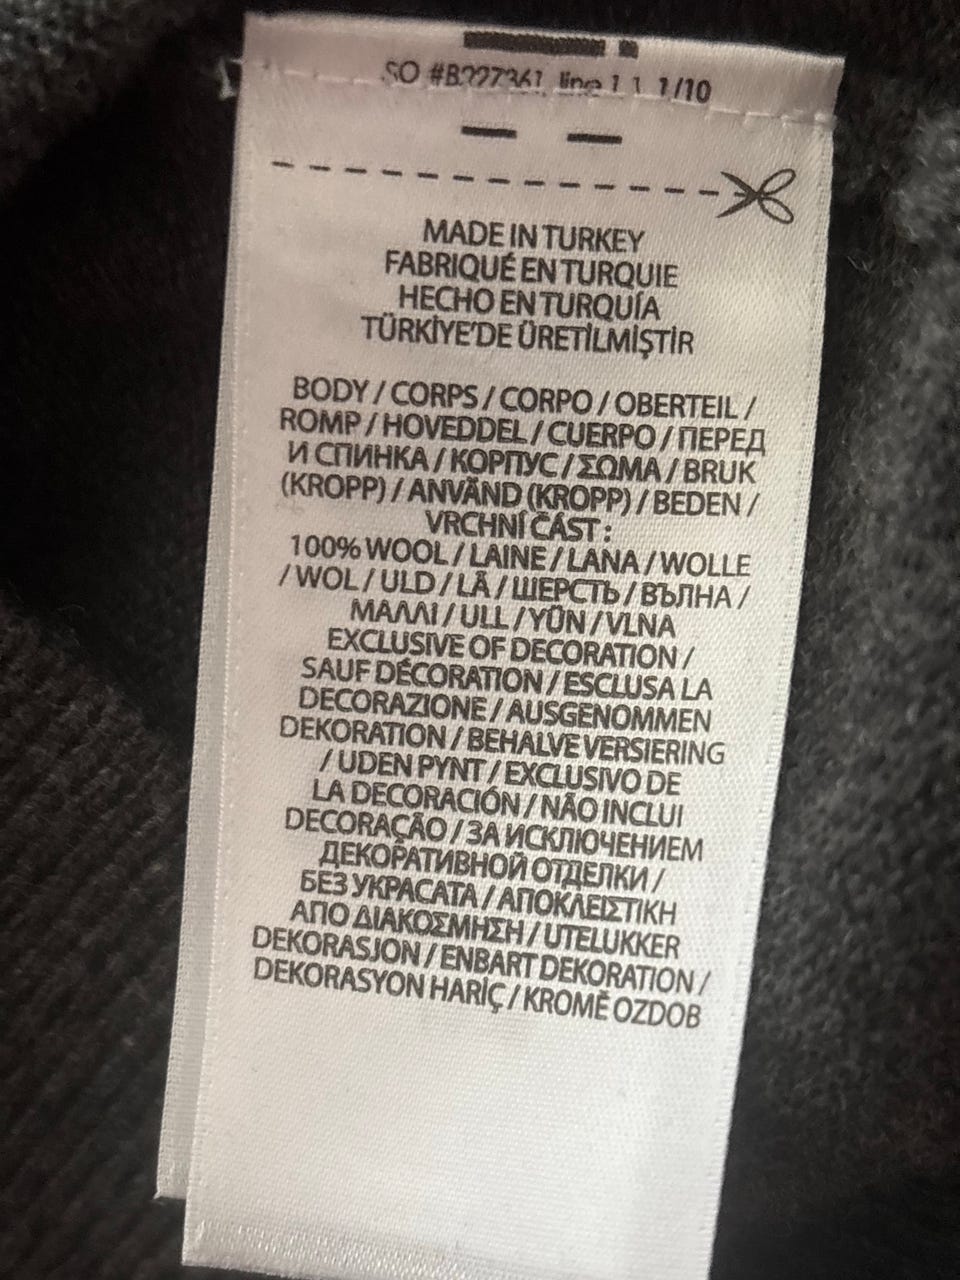 SO #B227361, line 1 1 1/10
MADE IN TURKEY
FABRIQUÉ EN TURQUIE
HECHO EN TURQUÍA
TÜRKİYE'DE ÜRETİLMİŞTİR
BODY / CORPS / CORPO / OBERTEIL /
ROMP / HOVEDDEL / CUERPO / ПЕРЕД
И СПИНКА / КОРПУС / ΣΩΜΑ / BRUK
(KROPP) / ANVÄND (KROPP) / BEDEN /
VRCHNÍ ČÁST :
100% WOOL / LAINE / LANA / WOLLE
/ WOL / ULD / LÃ / ШЕРСТЬ / ВЪЛНА /
ΜΑΛΛΙ / ULL / YÜN / VLNA
EXCLUSIVE OF DECORATION /
SAUF DÉCORATION / ESCLUSA LA
DECORAZIONE / AUSGENOMMEN
DEKORATION / BEHALVE VERSIERING
/ UDEN PYNT / EXCLUSIVO DE
LA DECORACIÓN / NÃO INCLUI
DECORAÇÃO / ЗА ИСКЛЮЧЕНИЕМ
ДЕКОРАТИВНОЙ ОТДЕЛКИ /
БЕЗ УКРАСАТА / ΑΠΟΚΛΕΙΣΤΙΚΗ
ΑΠΟ ΔΙΑΚΟΣΜΗΣΗ / UTELUKKER
DEKORASJON / ENBART DEKORATION /
DEKORASYON HARİÇ / KROMĚ OZDOB